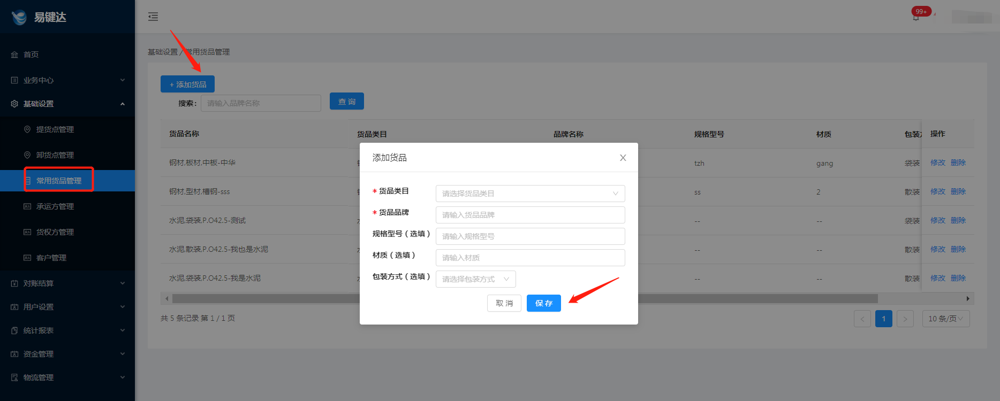 易键达
99+
首页
业务中心
基础设置
提货点管理
卸货点管理
常用货品管理
承运方管理
货权方管理
客户管理
对账结算
用户设置
统计报表
资金管理
物流管理
基础设置 / 常用货品管理
+ 添加货品
搜索: 请输入品牌名称 查 询
货品名称 货品类目 品牌名称 规格型号 材质 包装 操作
钢材,板材,中板-中华 tzh gang 袋装 修改 删除
钢材,型材,槽钢-sss ss 2 散装 修改 删除
水泥,袋装,P.O42.5-测试 -- -- 袋装 修改 删除
水泥,散装,P.O42.5-我也是水泥 -- -- 散装 修改 删除
水泥,袋装,P.O42.5-我是水泥 -- -- 散装 修改 删除
共 5 条记录 第 1 / 1 页
< 1 > 10 条/页
添加货品 X
* 货品类目 请选择货品类目
* 货品品牌 请输入货品品牌
规格型号（选填） 请输入规格型号
材质（选填） 请输入材质
包装方式（选填） 请选择包装方式
取 消 保 存